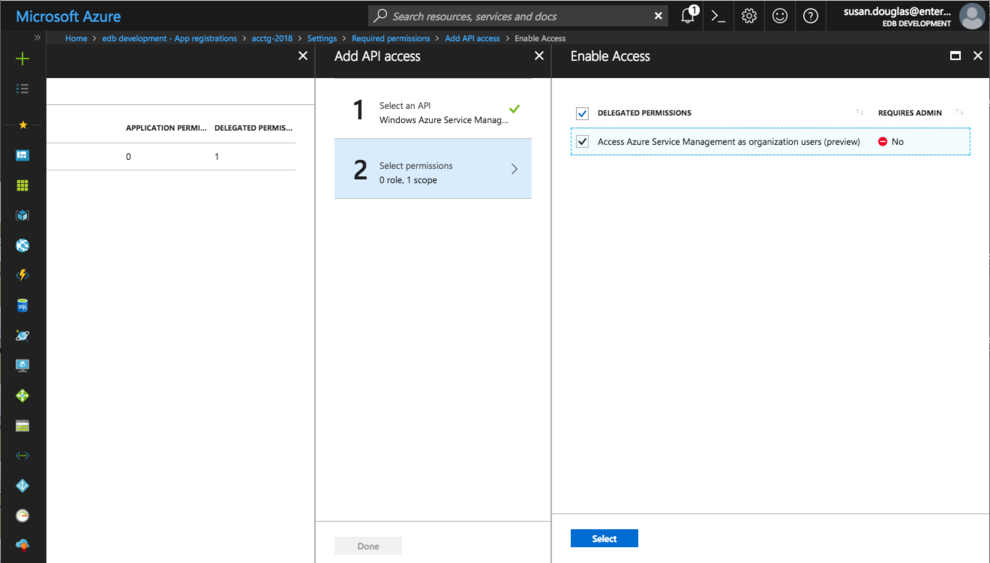 Microsoft Azure
Search resources, services and docs
1
susan.douglas@enter...
EDB DEVELOPMENT
Home > edb development - App registrations > acctg-2018 > Settings > Required permissions > Add API access > Enable Access
Add API access
Enable Access
APPLICATION PERMI... DELEGATED PERMIS...
0 1
1
Select an API
Windows Azure Service Manag...
2
Select permissions
0 role, 1 scope
DELEGATED PERMISSIONS REQUIRES ADMIN
Access Azure Service Management as organization users (preview) No
Done
Select